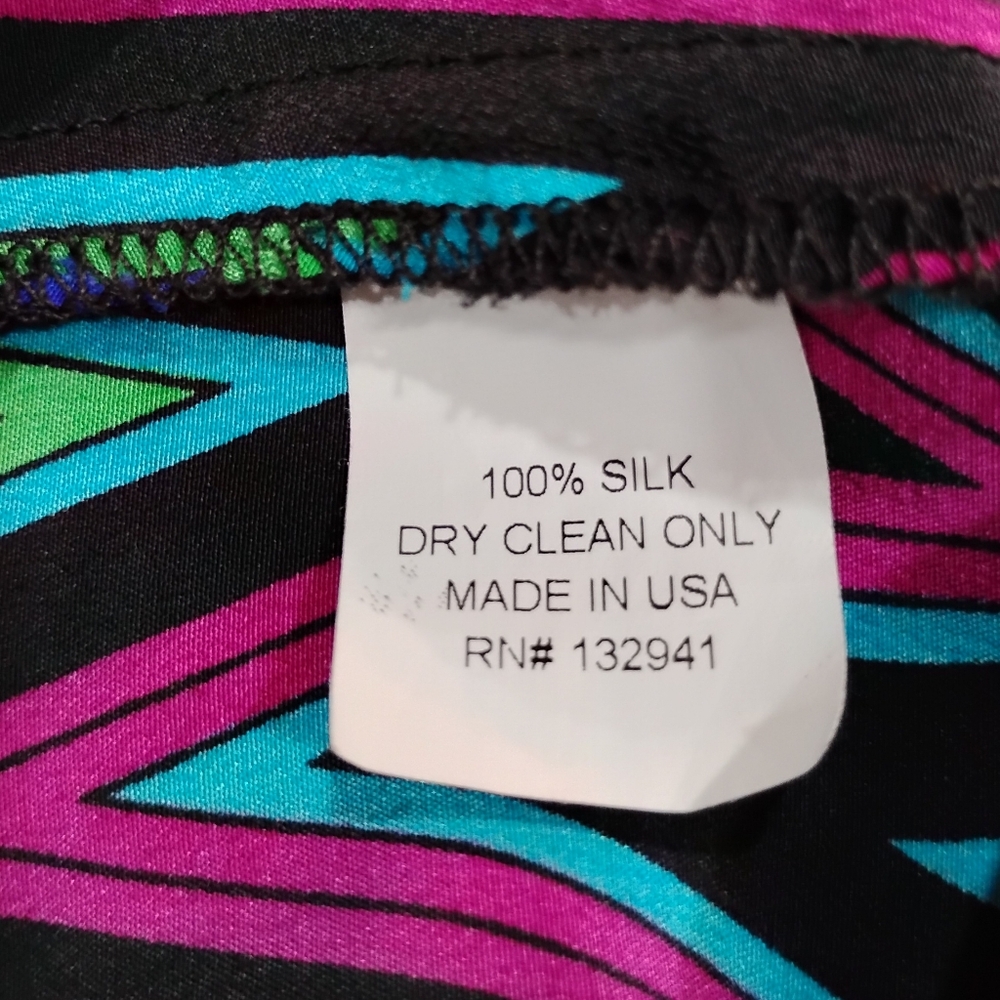 100% SILK
DRY CLEAN ONLY
MADE IN USA
RN# 132941